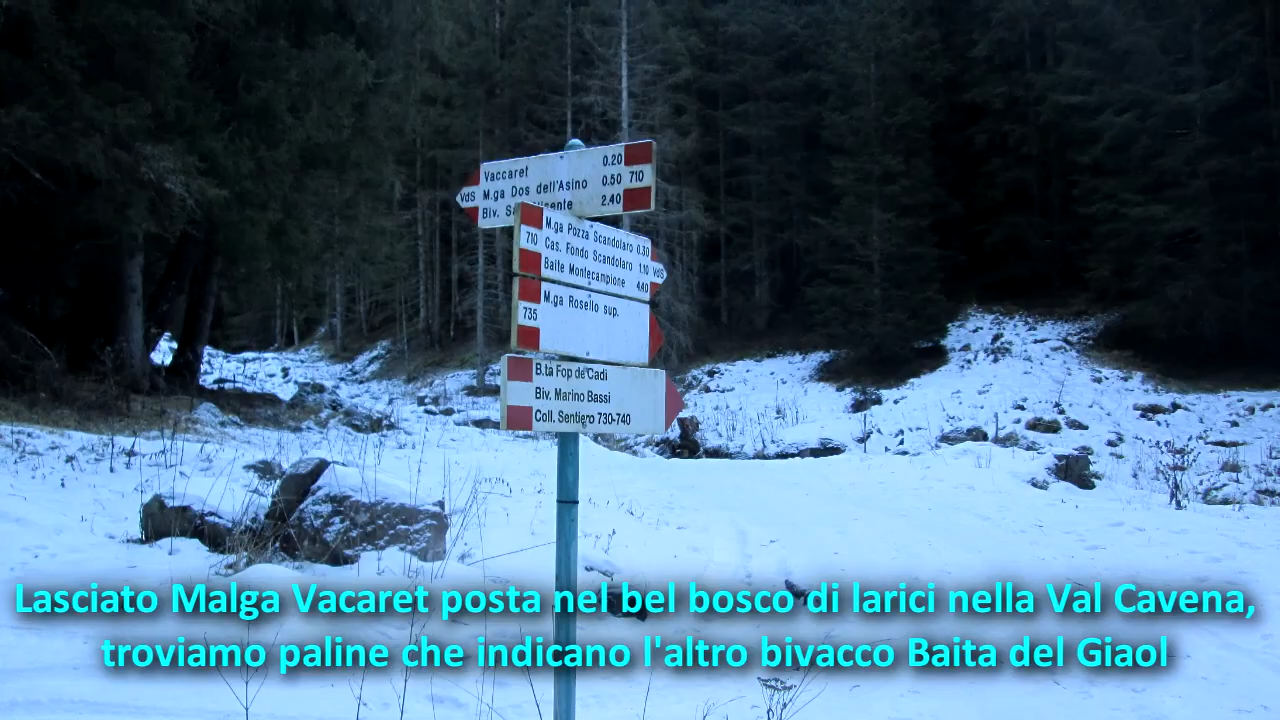 Vaccaret 0.20
VdS M.ga Dos dell'Asino 0.50 710
Biv. 2.40
M.ga Pozza Scandolaro 0.30
710 Cas. Fondo Scandolaro 1.10 VdS
Baite Montecampione 4.40
M.ga Rosello sup.
735
B.ta Fop de Cadi
Biv. Marino Bassi
Coll. Sentiero 730-740
Lasciato Malga Vacaret posta nel bel bosco di larici nella Val Cavena,
troviamo paline che indicano l'altro bivacco Baita del Giaol